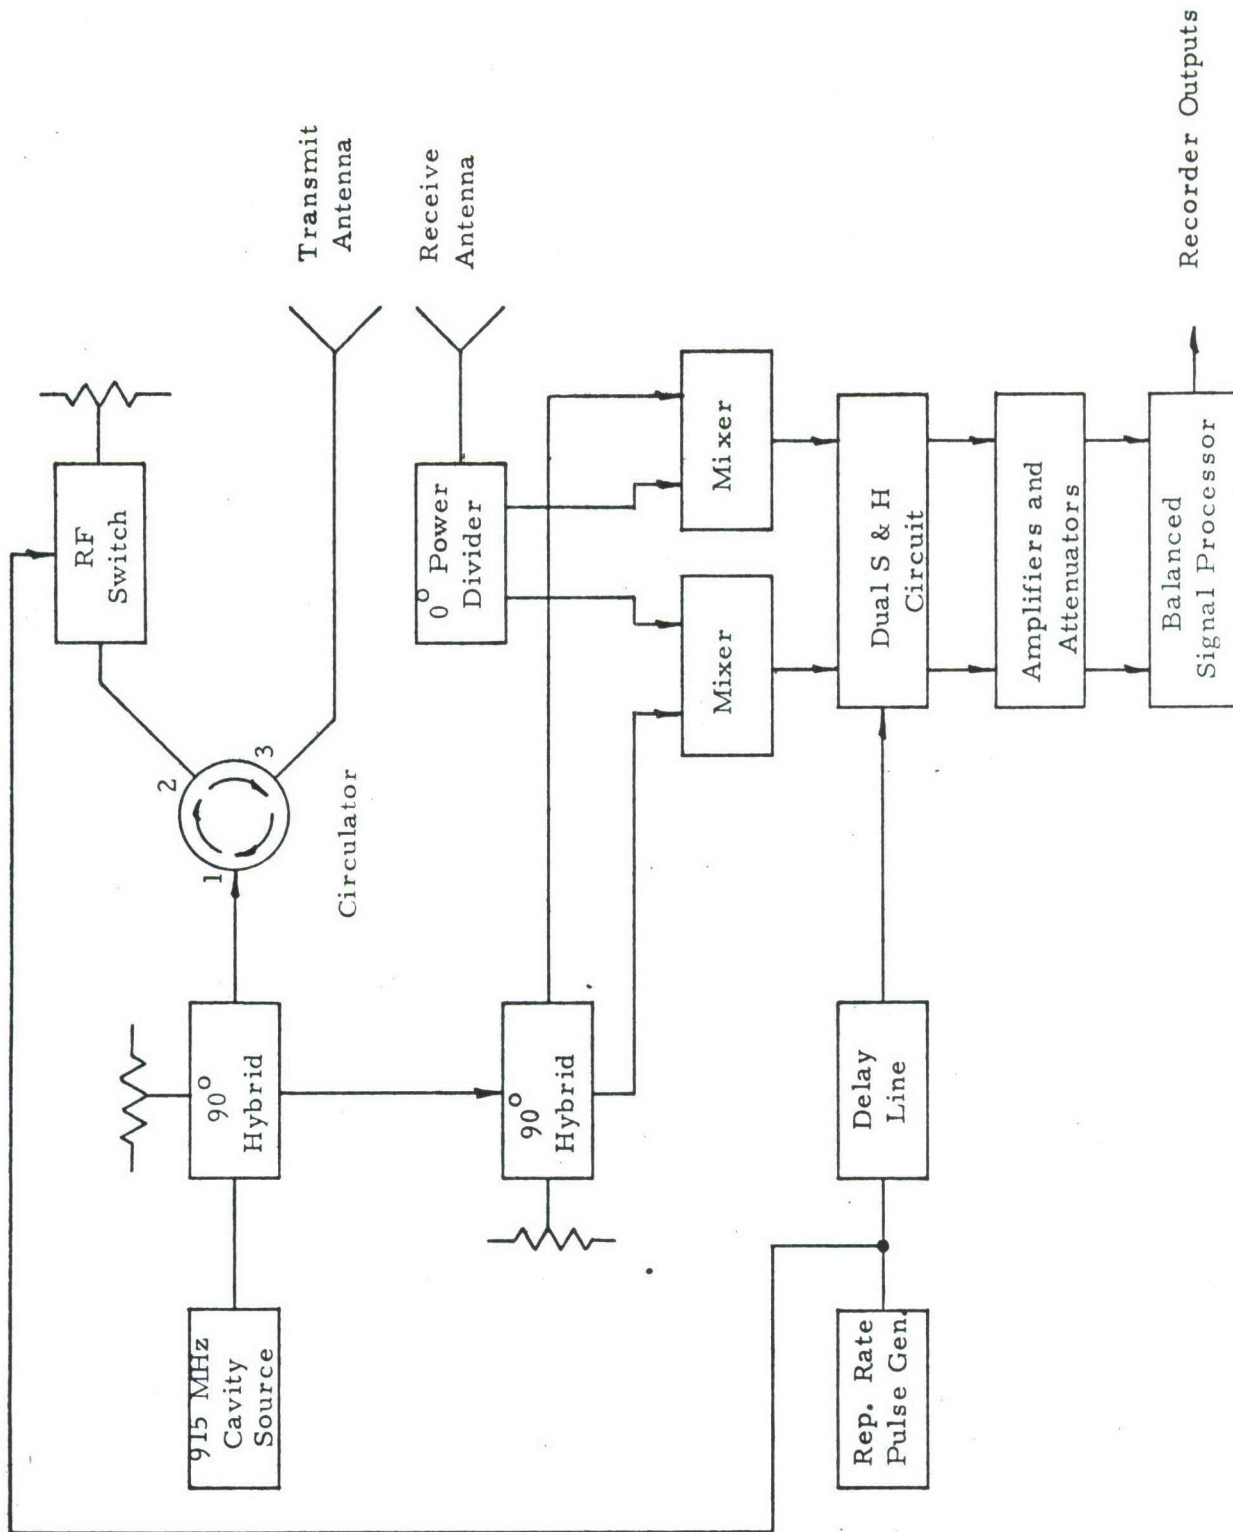 RF
Switch
Transmit
Antenna
Receive
Antenna
2
3
1
Circulator
0° Power
Divider
915 MHz
Cavity
Source
90°
Hybrid
90°
Hybrid
Mixer
Mixer
Rep. Rate
Pulse Gen.
Delay
Line
Dual S & H
Circuit
Amplifiers and
Attenuators
Balanced
Signal Processor
Recorder Outputs